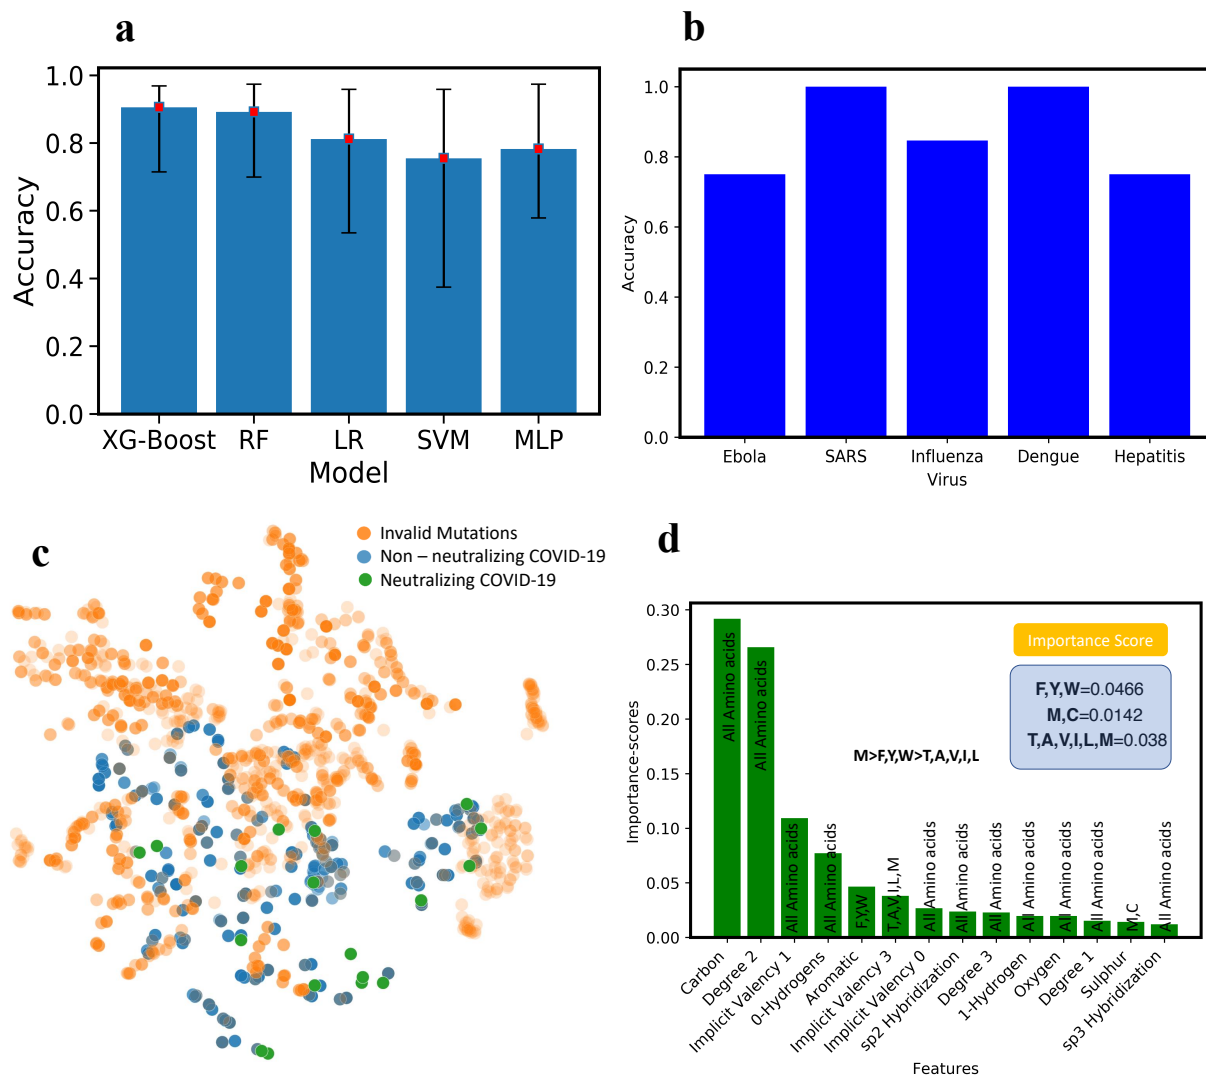 a
1.0
0.8
0.6
0.4
0.2
0.0
Accuracy
XG-Boost RF LR SVM MLP
Model
b
1.0
0.8
0.6
0.4
0.2
0.0
Accuracy
Ebola SARS Influenza Dengue Hepatitis
Virus
c
Invalid Mutations
Non – neutralizing COVID-19
Neutralizing COVID-19
d
0.30
0.25
0.20
0.15
0.10
0.05
0.00
Importance-scores
Importance Score
F,Y,W=0.0466
M,C=0.0142
T,A,V,I,L,M=0.038
M>F,Y,W>T,A,V,I,L
All Amino acids
All Amino acids
All Amino acids
All Amino acids
F,Y,W
T,A,V,I,L,M
All Amino acids
All Amino acids
All Amino acids
All Amino acids
All Amino acids
All Amino acids
M,C
All Amino acids
Carbon
Degree 2
Implicit Valency 1
0-Hydrogens
Aromatic
Implicit Valency 3
Implicit Valency 0
sp2 Hybridization
Degree 3
1-Hydrogen
Oxygen
Degree 1
Sulphur
sp3 Hybridization
Features